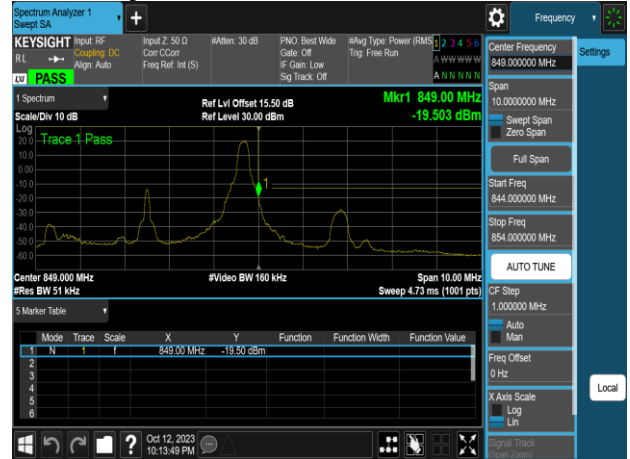 Spectrum Analyzer 1
Swept SA
+
Frequency
KEYSIGHT
RL
LXI
PASS
Input: RF
Coupling: DC
Align: Auto
Input Z: 50 Ω
Corr CCorr
Freq Ref: Int (S)
#Atten: 30 dB
PNO: Best Wide
Gate: Off
IF Gain: Low
Sig Track: Off
#Avg Type: Power (RMS
Trig: Free Run
1 2 3 4 5 6
A W W W W W
A N N N N N
1 Spectrum
Scale/Div 10 dB
Ref Lvl Offset 15.50 dB
Ref Level 30.00 dBm
Mkr1 849.00 MHz
-19.503 dBm
Log
Trace 1 Pass
20.0
10.0
0.00
-10.0
-20.0
-30.0
-40.0
-50.0
-60.0
1
Center 849.000 MHz
#Res BW 51 kHz
#Video BW 160 kHz
Span 10.00 MHz
Sweep 4.73 ms (1001 pts)
5 Marker Table
Mode Trace Scale X Y Function Function Width Function Value
1 N 1 f 849.00 MHz -19.50 dBm
2
3
4
5
6
Oct 12, 2023
10:13:49 PM
?
Center Frequency
849.000000 MHz
Settings
Span
10.0000000 MHz
Swept Span
Zero Span
Full Span
Start Freq
844.000000 MHz
Stop Freq
854.000000 MHz
AUTO TUNE
CF Step
1.000000 MHz
Auto
Man
Freq Offset
0 Hz
X Axis Scale
Log
Lin
Local
Signal Track
(Span Zoom)